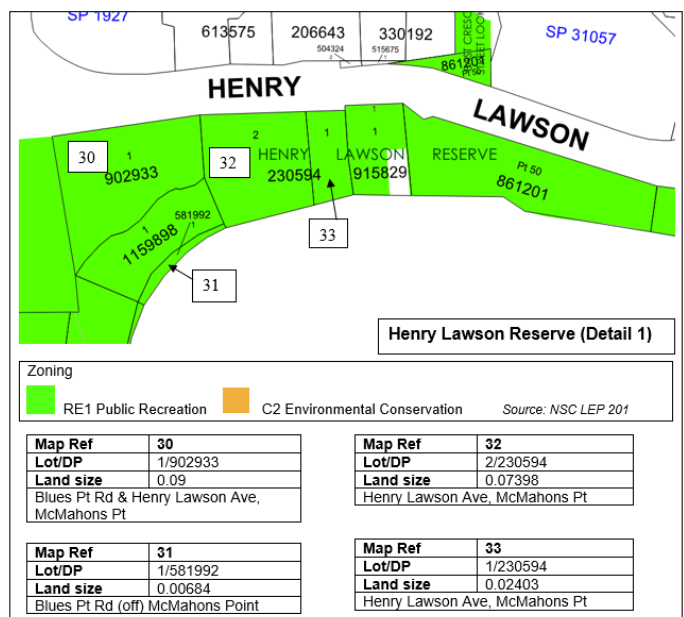 SP 1927
613575
206643
330192
SP 31057
504324
2
515675
1
861201
Pt 50
HENRY
LAWSON
30
1
902933
2
32
HENRY
230594
1
1
1
LAWSON
915829
RESERVE
Pt 50
861201
581992
1
1
1159898
33
31
Henry Lawson Reserve (Detail 1)
Zoning
RE1 Public Recreation
C2 Environmental Conservation
Source: NSC LEP 201
Map Ref 30
Lot/DP 1/902933
Land size 0.09
Blues Pt Rd & Henry Lawson Ave,
McMahons Pt
Map Ref 32
Lot/DP 2/230594
Land size 0.07398
Henry Lawson Ave, McMahons Pt
Map Ref 31
Lot/DP 1/581992
Land size 0.00684
Blues Pt Rd (off) McMahons Point
Map Ref 33
Lot/DP 1/230594
Land size 0.02403
Henry Lawson Ave, McMahons Pt